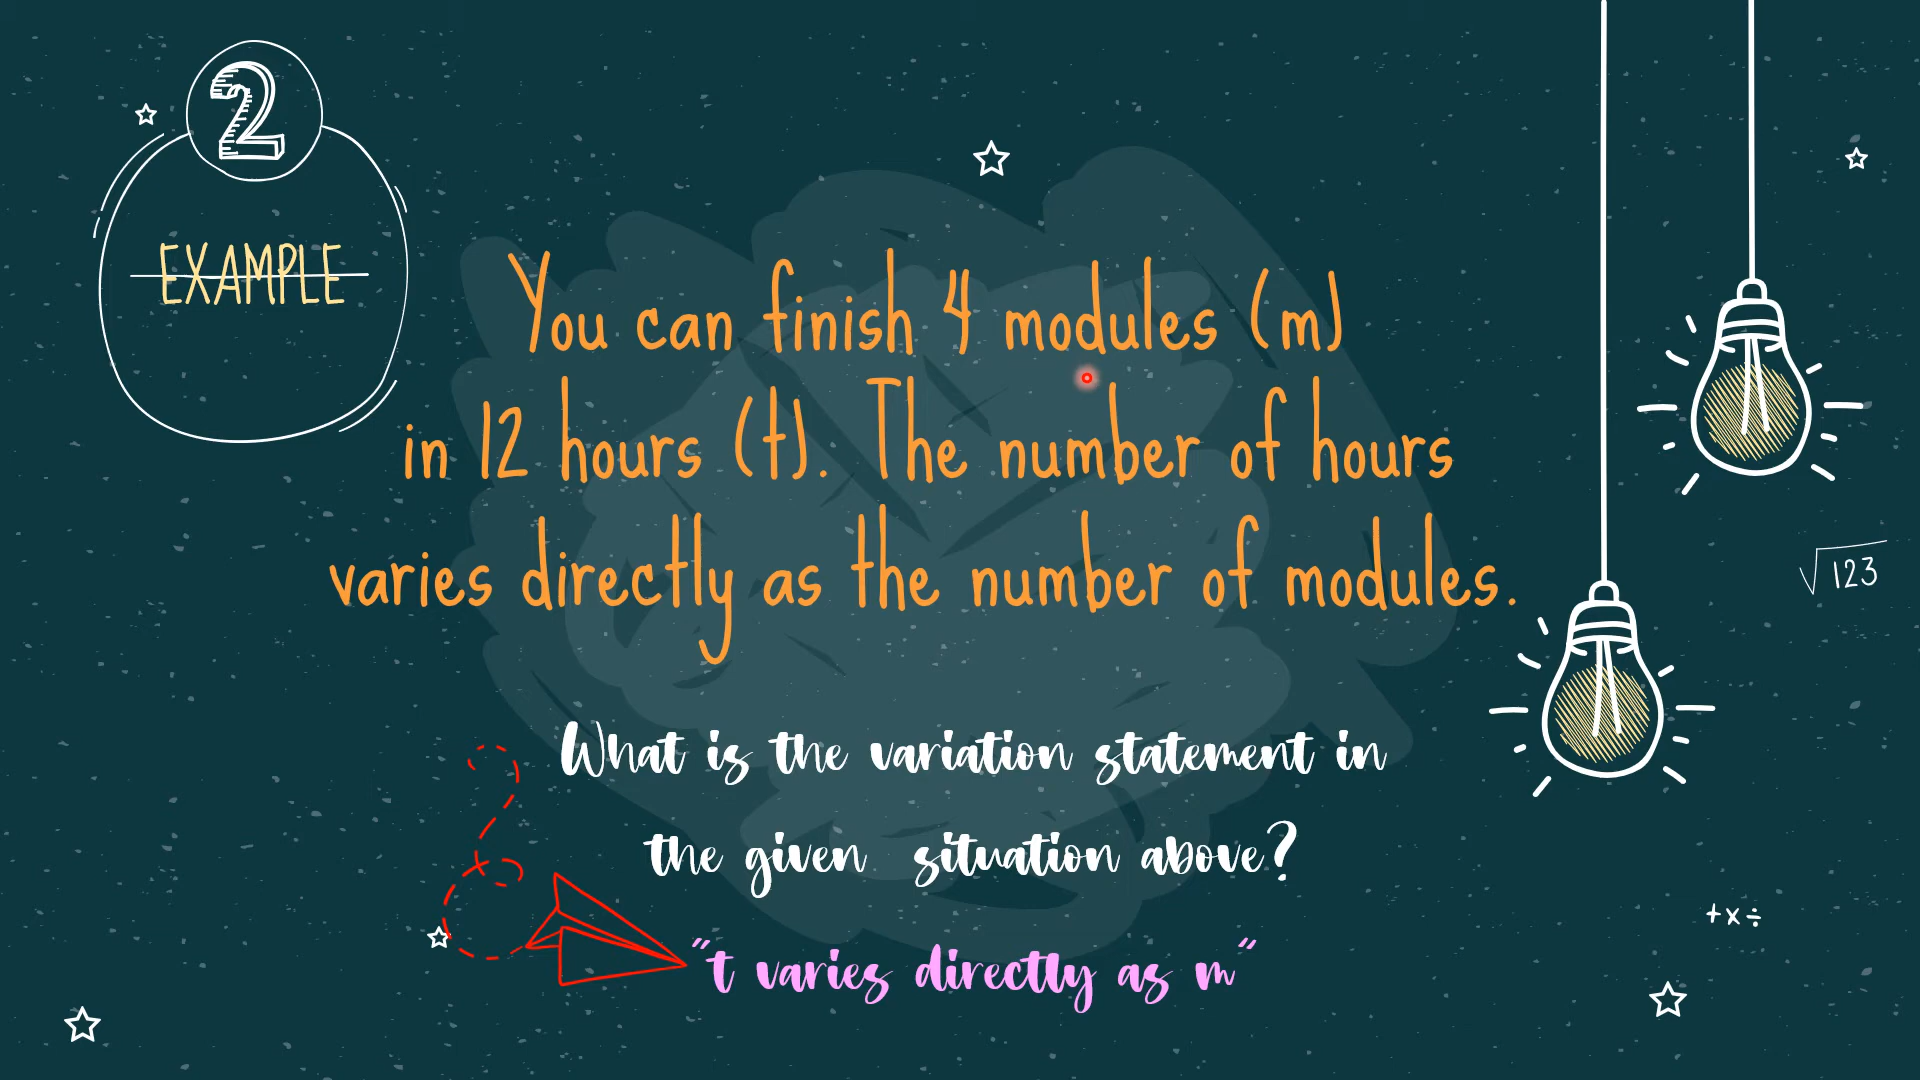 2
EXAMPLE
You can finish 4 modules (m)
in 12 hours (t). The number of hours
varies directly as the number of modules.
√123
What is the variation statement in
the given situation above?
+x÷
"t varies directly as m"